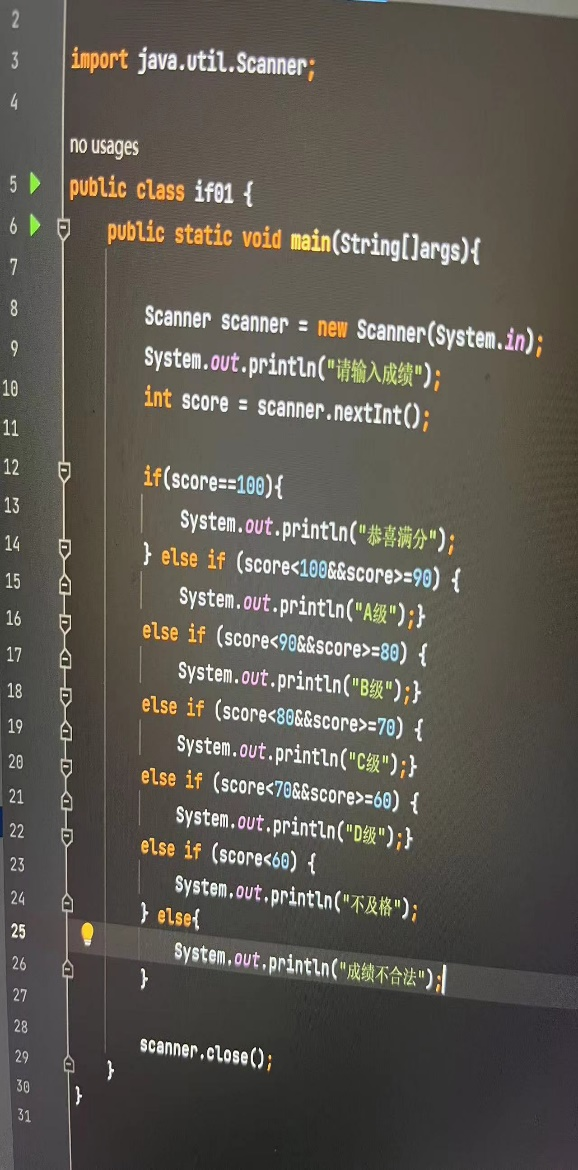 2
3 import java.util.Scanner;
4
no usages
5 public class if01 {
6 public static void main(String[]args){
7
8 Scanner scanner = new Scanner(System.in);
9 System.out.println("请输入成绩");
10 int score = scanner.nextInt();
11
12 if(score==100){
13 System.out.println("恭喜满分");
14 } else if (score<100&&score>=90) {
15 System.out.println("A级");}
16 else if (score<90&&score>=80) {
17 System.out.println("B级");}
18 else if (score<80&&score>=70) {
19 System.out.println("C级");}
20 else if (score<70&&score>=60) {
21 System.out.println("D级");}
22 else if (score<60) {
23 System.out.println("不及格");
24 } else{
25 System.out.println("成绩不合法");
26 }
27
28 scanner.close();
29 }
30 }
31